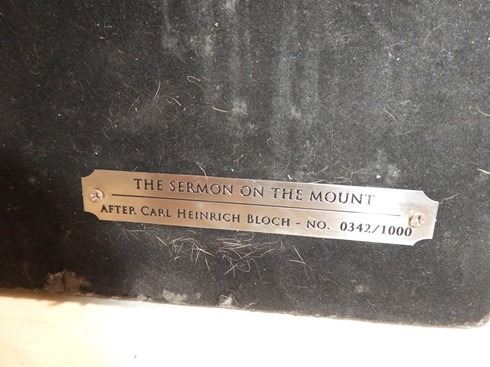 THE SERMON ON THE MOUNT
AFTER CARL HEINRICH BLOCH - NO. 0342/1000